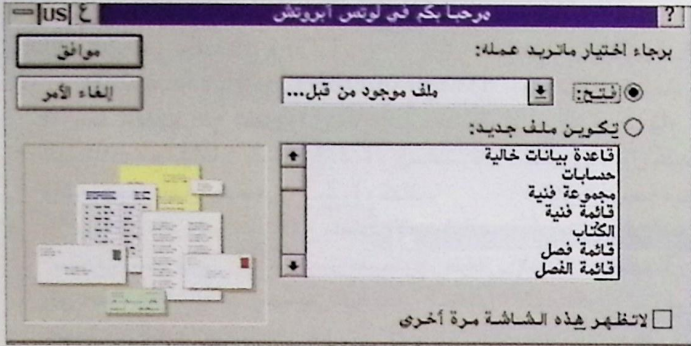 ? مرحبا بكم في لوتس أبروتش ع US
برجاء اختيار ماتريد عمله:
موافق
فتح:
ملف موجود من قبل...
إلغاء الأمر
تكوين ملف جديد:
قاعدة بيانات خالية
حسابات
مجموعة فنية
قائمة فنية
الكتاب
قائمة فصل
قائمة الفصل
لاتظهر هذه الشاشة مرة أخرى